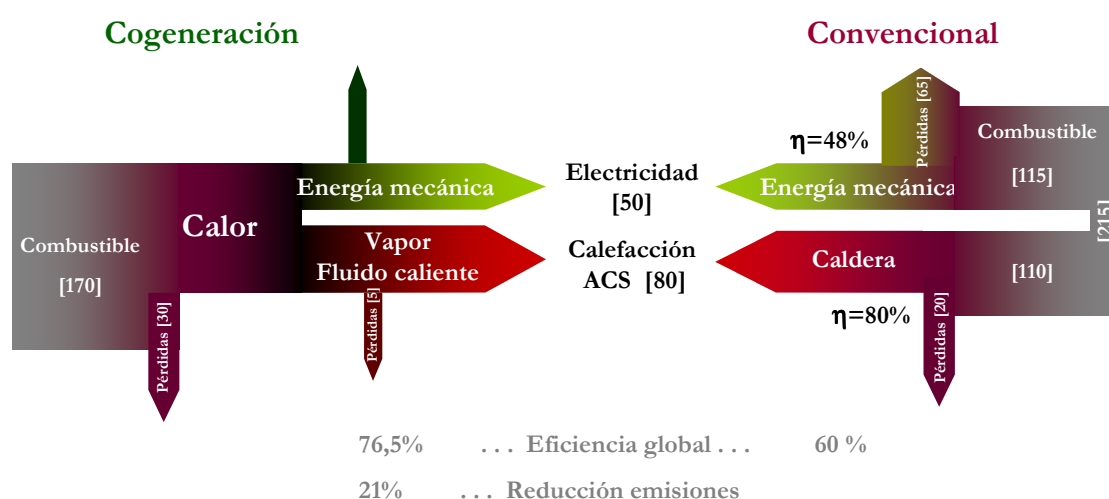 Cogeneración
Convencional
Pérdidas [65]
η=48%
Combustible
[115]
Energía mecánica
Electricidad
[50]
Energía mecánica
[215]
Calor
Combustible
[170]
Vapor
Fluido caliente
Calefacción
ACS [80]
Caldera
[110]
Pérdidas [30]
Pérdidas [5]
η=80%
Pérdidas [20]
76,5% . . . Eficiencia global . . . 60 %
21% . . . Reducción emisiones